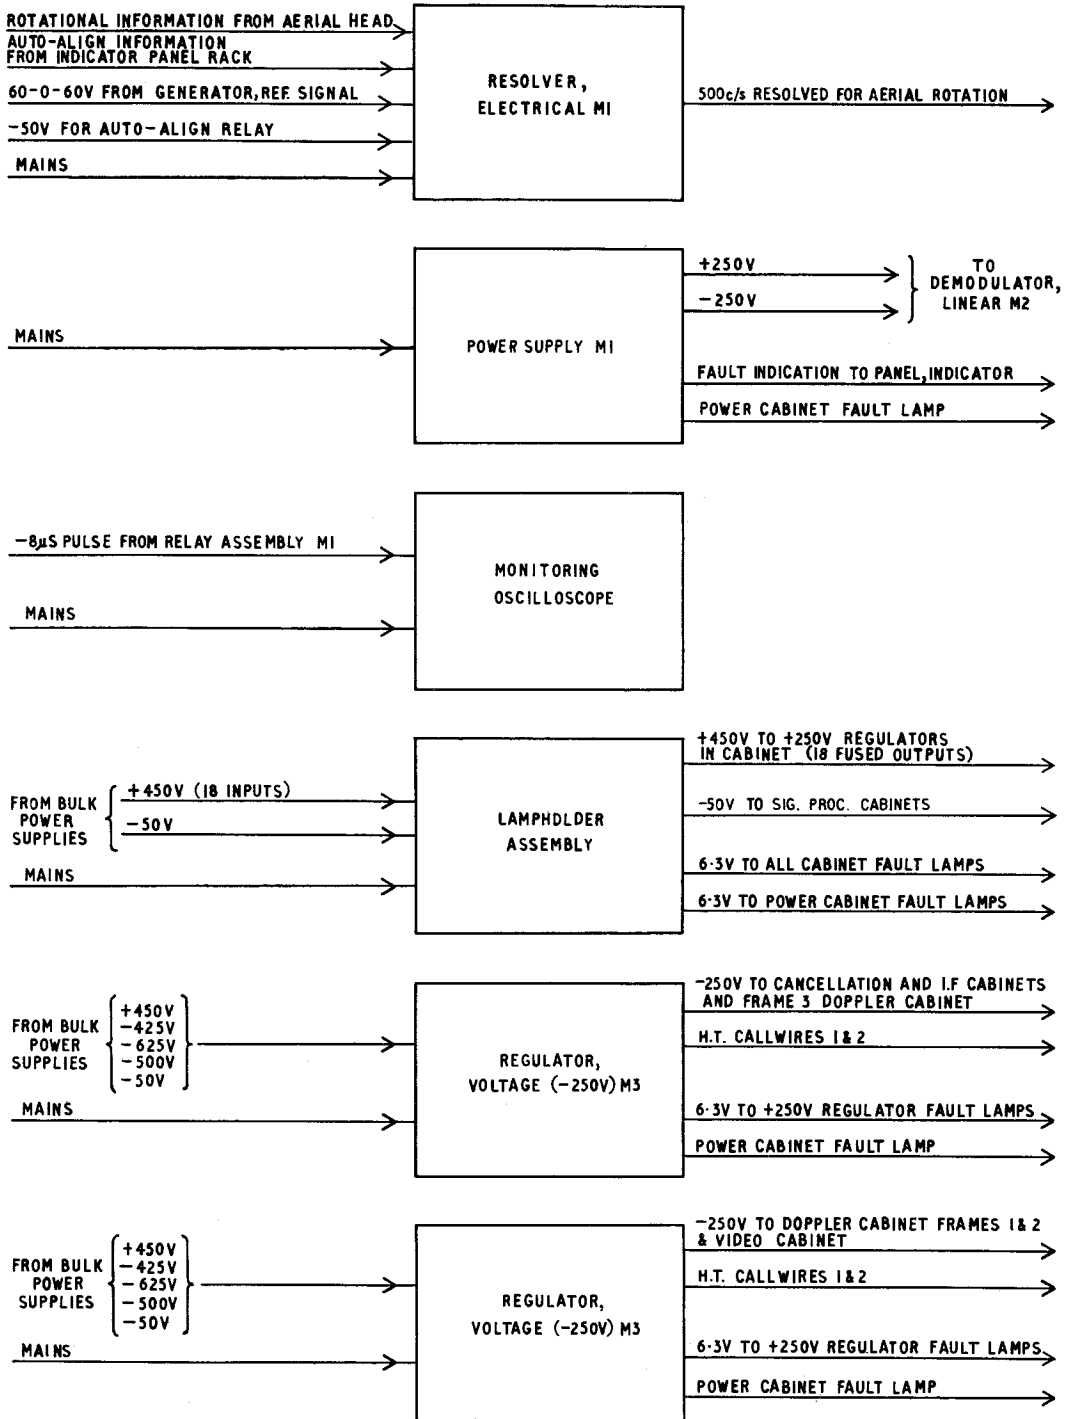 ROTATIONAL INFORMATION FROM AERIAL HEAD
AUTO-ALIGN INFORMATION
FROM INDICATOR PANEL RACK
60-0-60V FROM GENERATOR, REF. SIGNAL
-50V FOR AUTO-ALIGN RELAY
MAINS
RESOLVER,
ELECTRICAL M1
500c/s RESOLVED FOR AERIAL ROTATION
MAINS
POWER SUPPLY M1
+250V
-250V
TO
DEMODULATOR,
LINEAR M2
FAULT INDICATION TO PANEL, INDICATOR
POWER CABINET FAULT LAMP
-8µS PULSE FROM RELAY ASSEMBLY M1
MAINS
MONITORING
OSCILLOSCOPE
FROM BULK
POWER
SUPPLIES
+450V (18 INPUTS)
-50V
MAINS
LAMPHOLDER
ASSEMBLY
+450V TO +250V REGULATORS
IN CABINET (18 FUSED OUTPUTS)
-50V TO SIG. PROC. CABINETS
6·3V TO ALL CABINET FAULT LAMPS
6·3V TO POWER CABINET FAULT LAMPS
FROM BULK
POWER
SUPPLIES
+450V
-425V
-625V
-500V
-50V
MAINS
REGULATOR,
VOLTAGE (-250V) M3
-250V TO CANCELLATION AND I.F CABINETS
AND FRAME 3 DOPPLER CABINET
H.T. CALLWIRES 1 & 2
6·3V TO +250V REGULATOR FAULT LAMPS
POWER CABINET FAULT LAMP
FROM BULK
POWER
SUPPLIES
+450V
-425V
-625V
-500V
-50V
MAINS
REGULATOR,
VOLTAGE (-250V) M3
-250V TO DOPPLER CABINET FRAMES 1 & 2
& VIDEO CABINET
H.T. CALLWIRES 1 & 2
6·3V TO +250V REGULATOR FAULT LAMPS
POWER CABINET FAULT LAMP